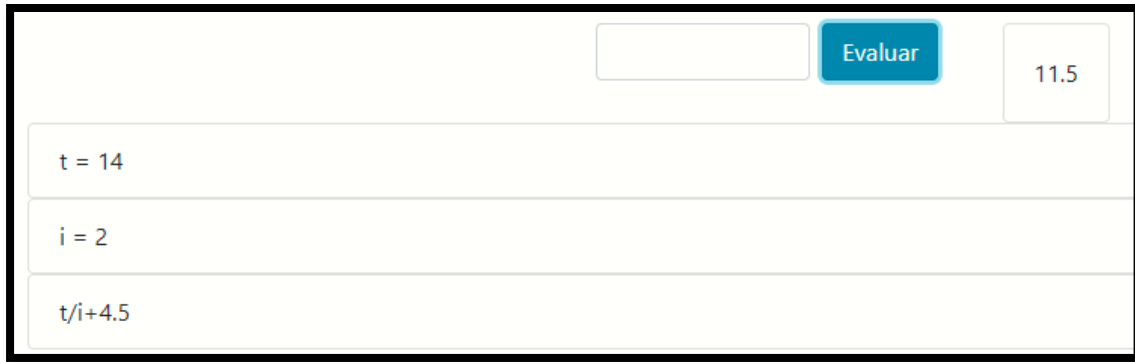 Evaluar
11.5
t = 14
i = 2
t/i+4.5